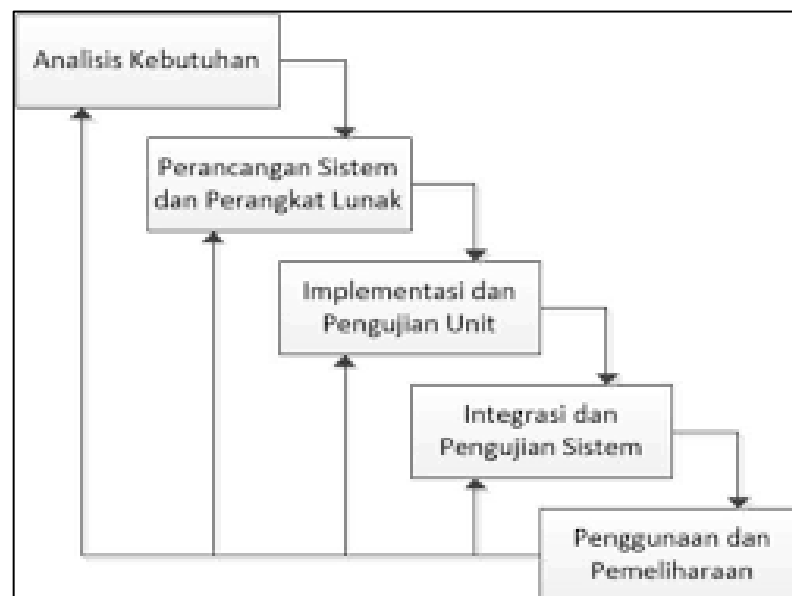 Analisis Kebutuhan
Perancangan Sistem
dan Perangkat Lunak
Implementasi dan
Pengujian Unit
Integrasi dan
Pengujian Sistem
Penggunaan dan
Pemeliharaan